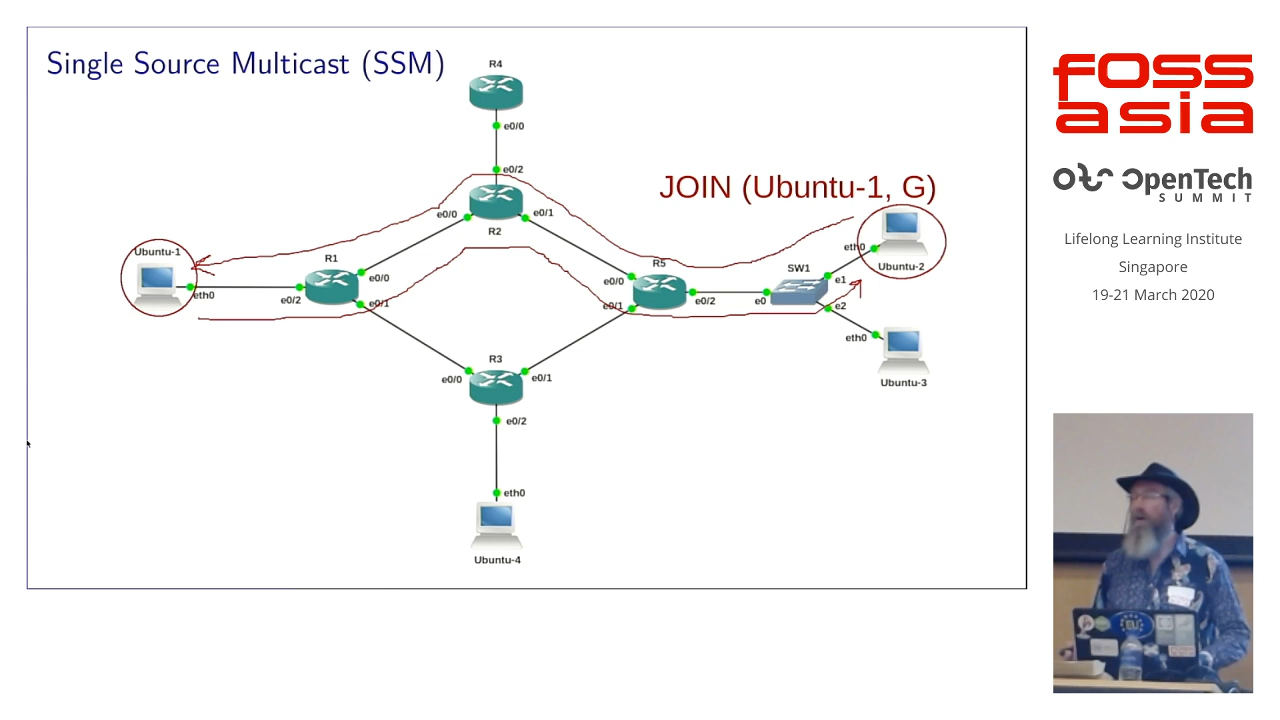 Single Source Multicast (SSM)
R4
e0/0
e0/2
JOIN (Ubuntu-1, G)
e0/0
e0/1
R2
eth0
Ubuntu-2
Ubuntu-1
R1
R5
SW1
e0/0
e0/0
e1
eth0
e0/2
e0/1
e0/1
e0/2
e0
e2
eth0
Ubuntu-3
R3
e0/0
e0/1
e0/2
eth0
Ubuntu-4
FOSS
asia
OTS OpenTech
SUMMIT
Lifelong Learning Institute
Singapore
19-21 March 2020
EU